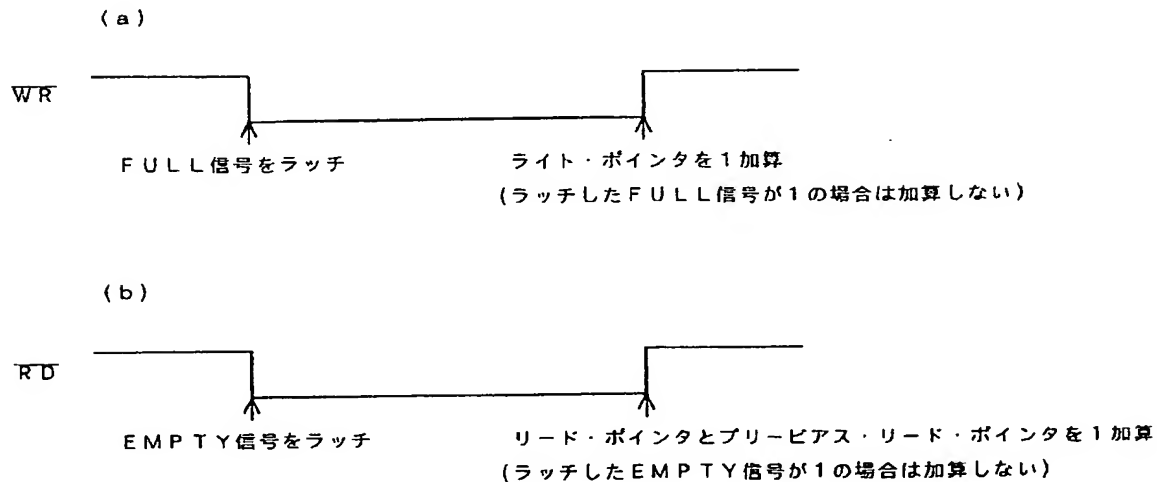 (a)
WR
FULL信号をラッチ
ライト・ポインタを1加算
(ラッチしたFULL信号が1の場合は加算しない)
(b)
RD
EMPTY信号をラッチ
リード・ポインタとプリービアス・リード・ポインタを1加算
(ラッチしたEMPTY信号が1の場合は加算しない)